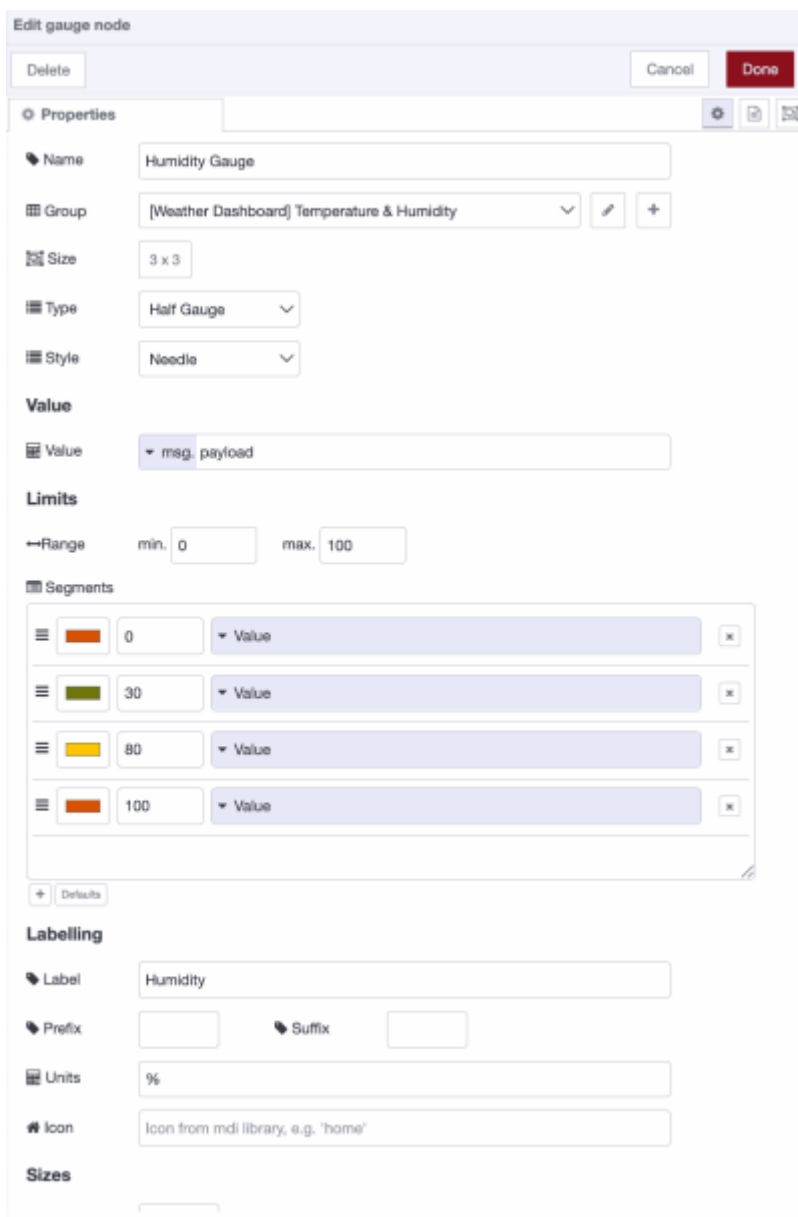 Edit gauge node
Delete Cancel Done
Properties
Name Humidity Gauge
Group [Weather Dashboard] Temperature & Humidity
Size 3 x 3
Type Half Gauge
Style Needle
Value
Value msg. payload
Limits
Range min. 0 max. 100
Segments
0 Value
30 Value
80 Value
100 Value
+ Defaults
Labelling
Label Humidity
Prefix Suffix
Units %
Icon Icon from mdi library, e.g. 'home'
Sizes